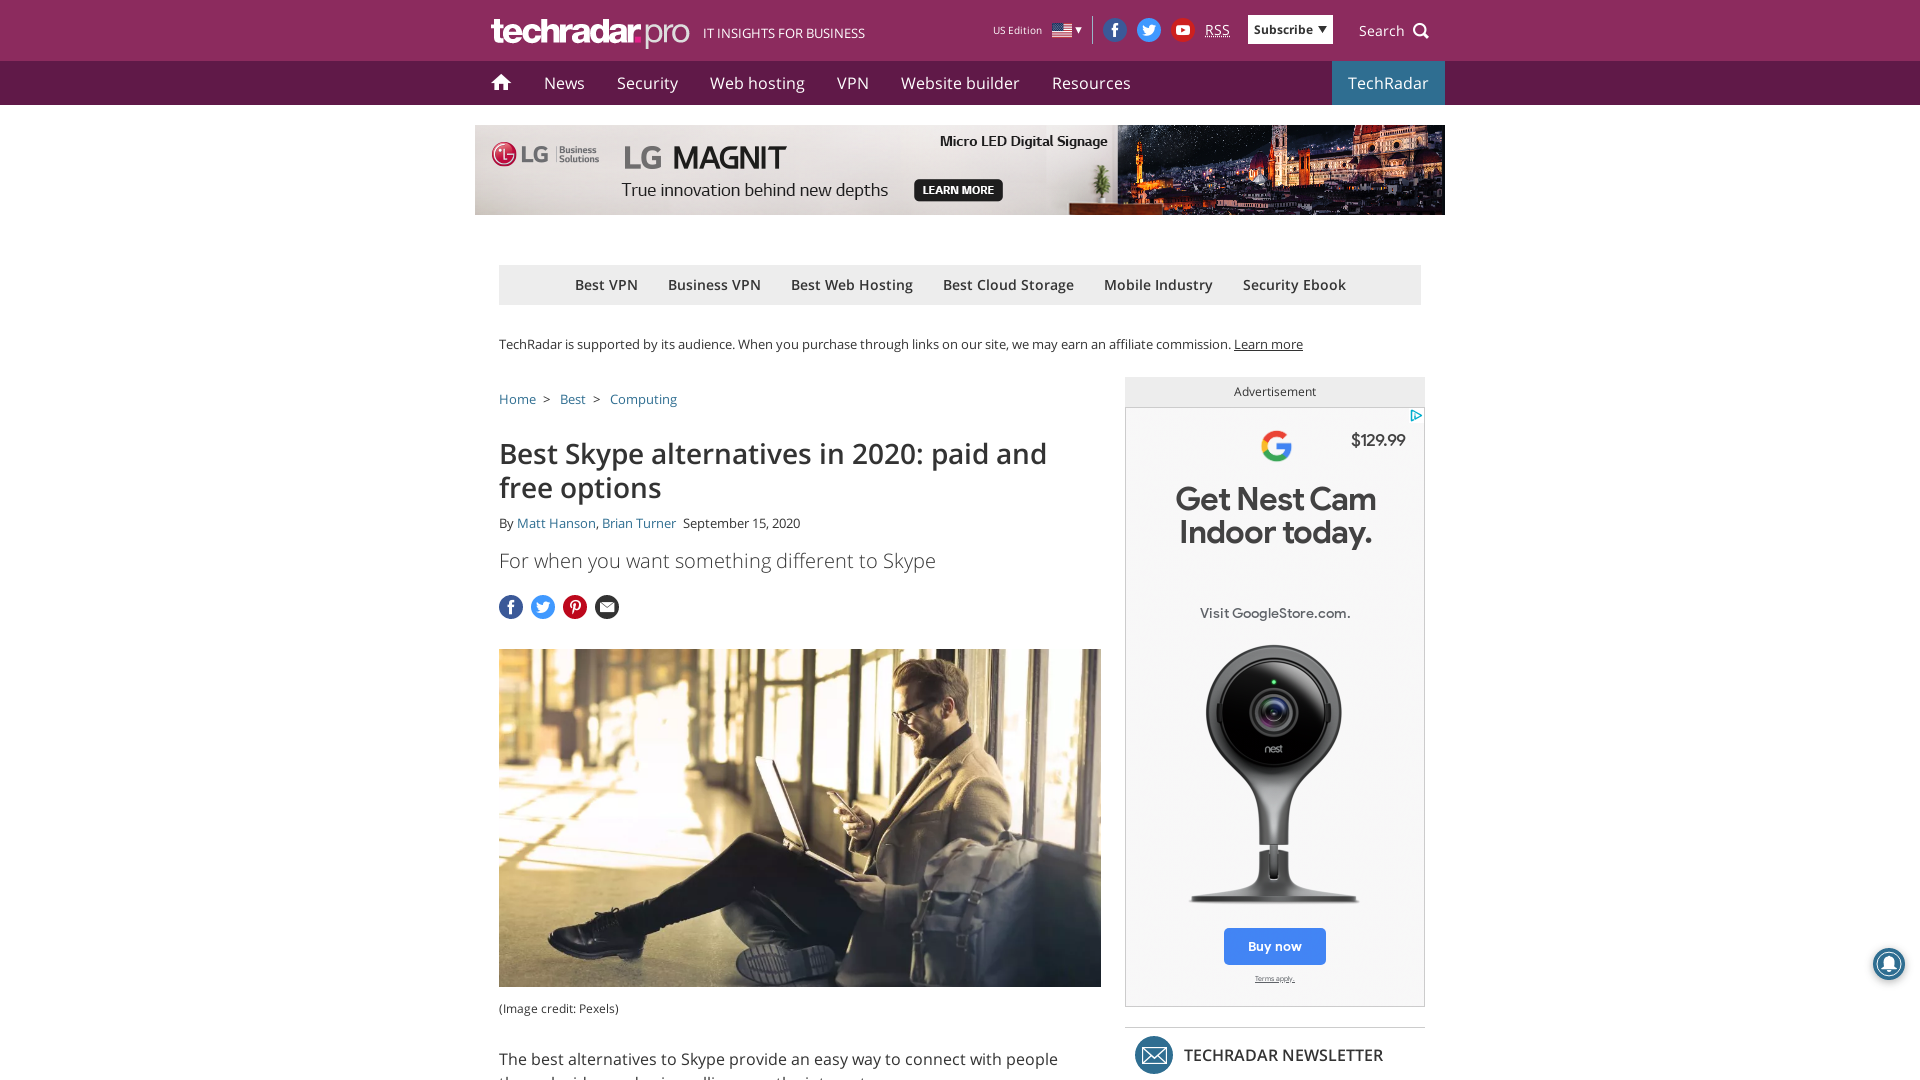 techradar.pro IT INSIGHTS FOR BUSINESS
US Edition
RSS
Subscribe
Search
News
Security
Web hosting
VPN
Website builder
Resources
TechRadar
LG Business Solutions
LG MAGNIT
True innovation behind new depths
LEARN MORE
Micro LED Digital Signage
Best VPN
Business VPN
Best Web Hosting
Best Cloud Storage
Mobile Industry
Security Ebook
TechRadar is supported by its audience. When you purchase through links on our site, we may earn an affiliate commission. Learn more
Home > Best > Computing
Best Skype alternatives in 2020: paid and
free options
By Matt Hanson, Brian Turner September 15, 2020
For when you want something different to Skype
(Image credit: Pexels)
The best alternatives to Skype provide an easy way to connect with people
Advertisement
$129.99
Get Nest Cam
Indoor today.
Visit GoogleStore.com.
nest
Buy now
Terms apply.
TECHRADAR NEWSLETTER